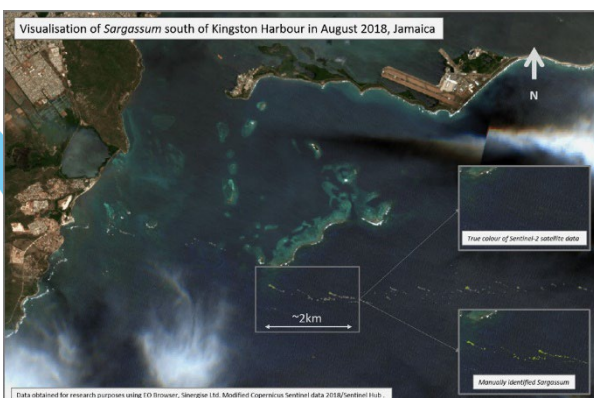 Visualisation of Sargassum south of Kingston Harbour in August 2018, Jamaica
N
True colour of Sentinel-2 satellite data
~2km
Manually identified Sargassum
Data obtained for research purposes using EO Browser, Sinergise Ltd. Modified Copernicus Sentinel data 2018/Sentinel Hub .